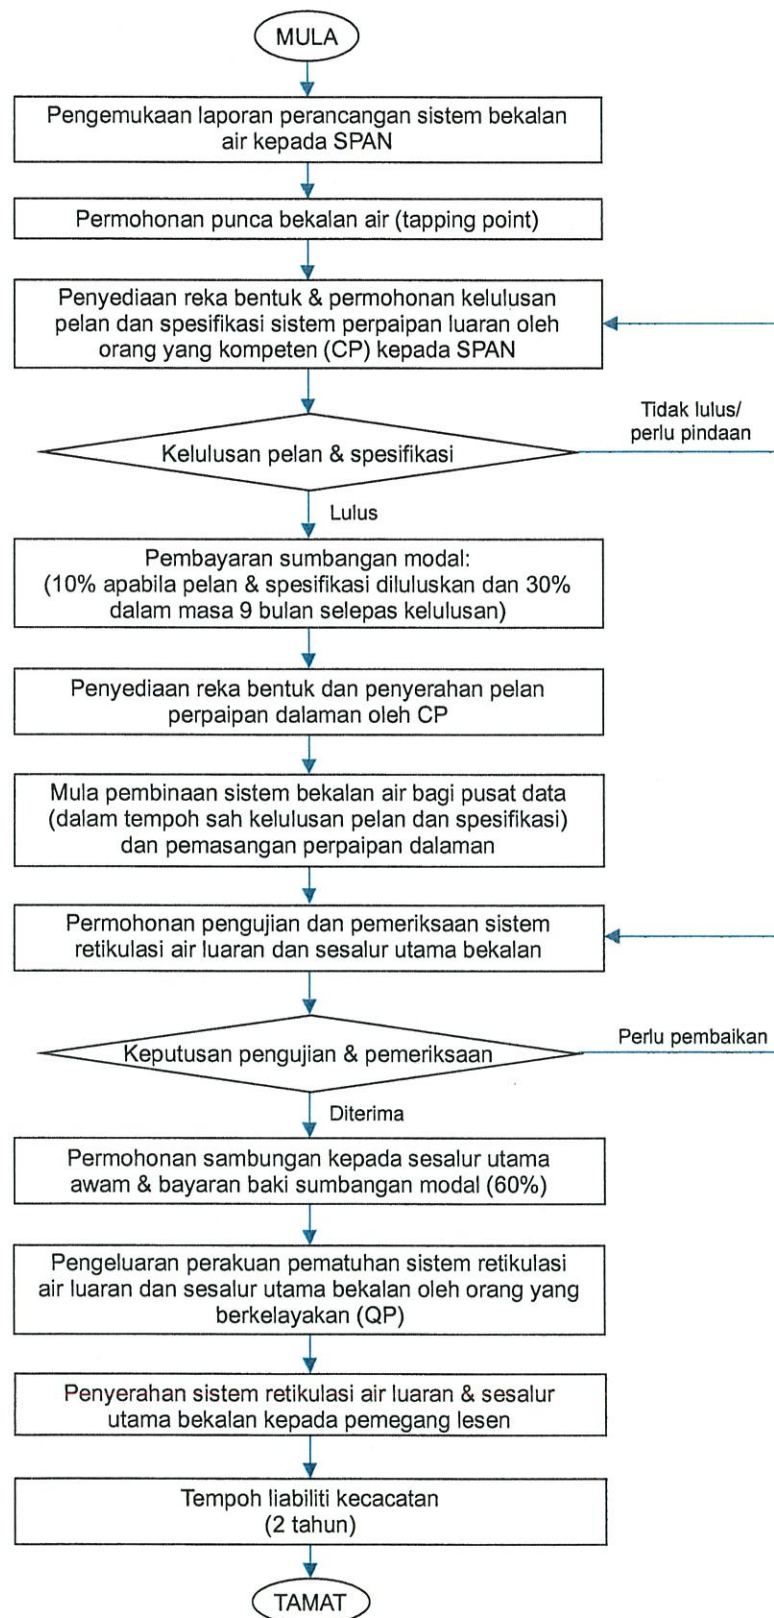 MULA
Pengemukaan laporan perancangan sistem bekalan
air kepada SPAN
Permohonan punca bekalan air (tapping point)
Penyediaan reka bentuk & permohonan kelulusan
pelan dan spesifikasi sistem perpaipan luaran oleh
orang yang kompeten (CP) kepada SPAN
Kelulusan pelan & spesifikasi
Tidak lulus/
perlu pindaan
Lulus
Pembayaran sumbangan modal:
(10% apabila pelan & spesifikasi diluluskan dan 30%
dalam masa 9 bulan selepas kelulusan)
Penyediaan reka bentuk dan penyerahan pelan
perpaipan dalaman oleh CP
Mula pembinaan sistem bekalan air bagi pusat data
(dalam tempoh sah kelulusan pelan dan spesifikasi)
dan pemasangan perpaipan dalaman
Permohonan pengujian dan pemeriksaan sistem
retikulasi air luaran dan sesalur utama bekalan
Keputusan pengujian & pemeriksaan
Perlu pembaikan
Diterima
Permohonan sambungan kepada sesalur utama
awam & bayaran baki sumbangan modal (60%)
Pengeluaran perakuan pematuhan sistem retikulasi
air luaran dan sesalur utama bekalan oleh orang yang
berkelayakan (QP)
Penyerahan sistem retikulasi air luaran & sesalur
utama bekalan kepada pemegang lesen
Tempoh liabiliti kecacatan
(2 tahun)
TAMAT